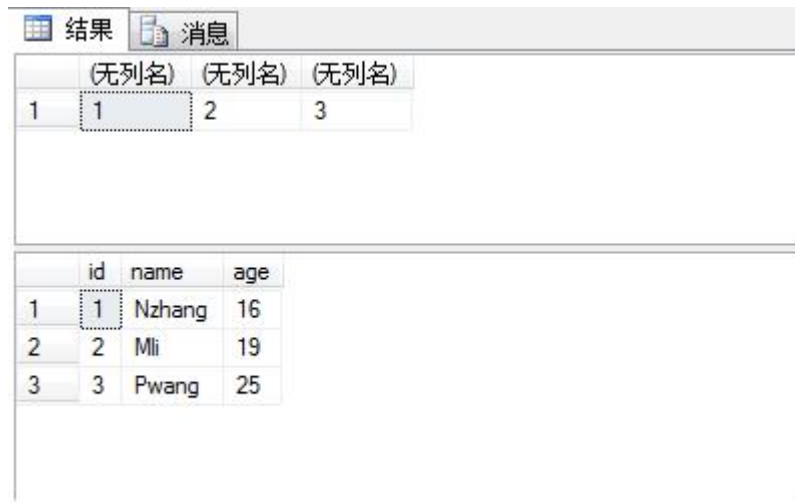 结果 消息
(无列名) (无列名) (无列名)
1 1 2 3
id name age
1 1 Nzhang 16
2 2 Mli 19
3 3 Pwang 25